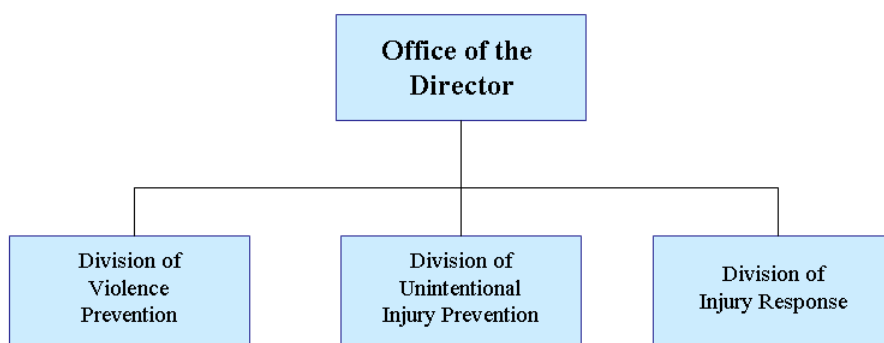 Office of the
Director
Division of
Violence
Prevention
Division of
Unintentional
Injury Prevention
Division of
Injury Response